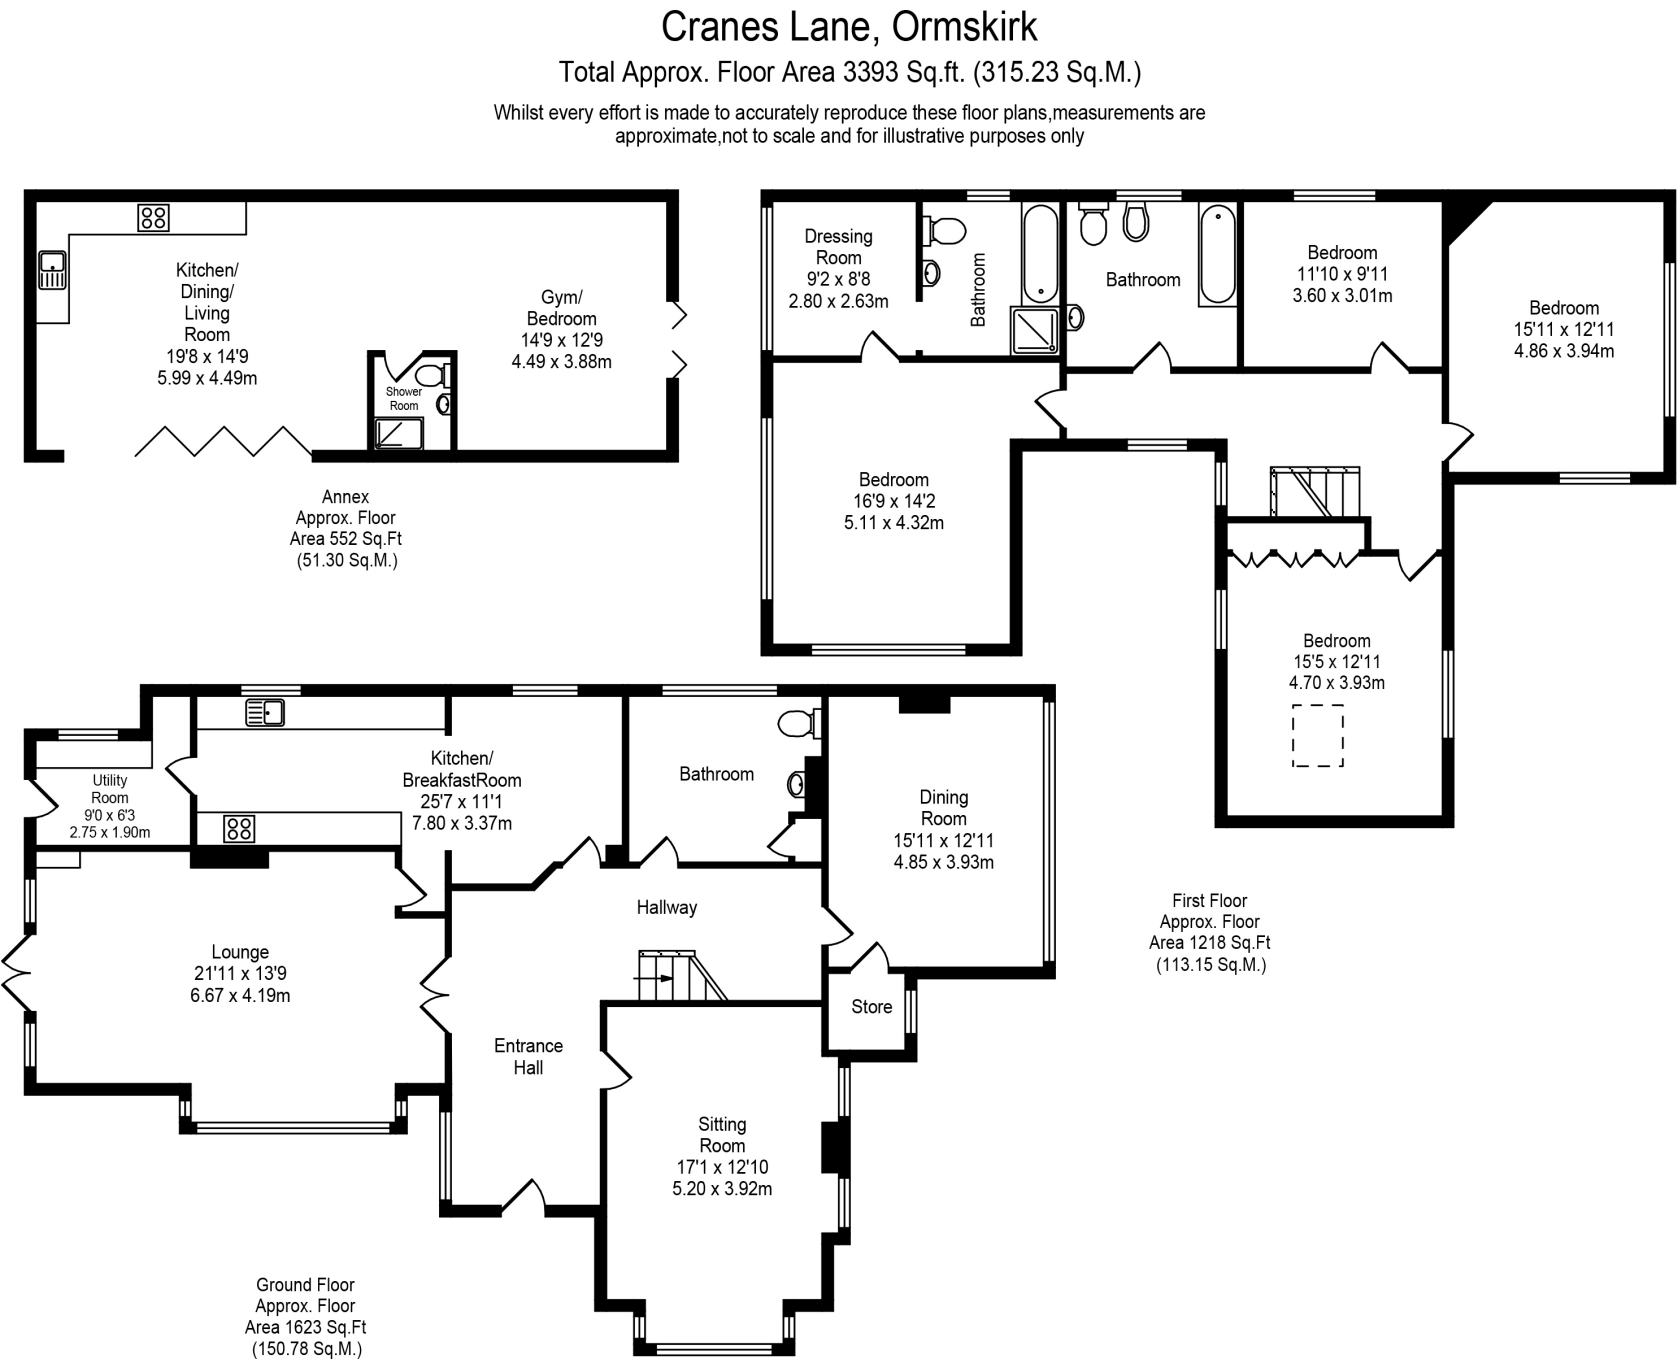 Cranes Lane, Ormskirk
Total Approx. Floor Area 3393 Sq.ft. (315.23 Sq.M.)
Whilst every effort is made to accurately reproduce these floor plans,measurements are
approximate,not to scale and for illustrative purposes only
Kitchen/
Dining/
Living
Room
19'8 x 14'9
5.99 x 4.49m
Shower
Room
Gym/
Bedroom
14'9 x 12'9
4.49 x 3.88m
Annex
Approx. Floor
Area 552 Sq.Ft
(51.30 Sq.M.)
Dressing
Room
9'2 x 8'8
2.80 x 2.63m
Bathroom
Bathroom
Bedroom
11'10 x 9'11
3.60 x 3.01m
Bedroom
15'11 x 12'11
4.86 x 3.94m
Bedroom
16'9 x 14'2
5.11 x 4.32m
Bedroom
15'5 x 12'11
4.70 x 3.93m
First Floor
Approx. Floor
Area 1218 Sq.Ft
(113.15 Sq.M.)
Utility
Room
9'0 x 6'3
2.75 x 1.90m
Kitchen/
BreakfastRoom
25'7 x 11'1
7.80 x 3.37m
Bathroom
Dining
Room
15'11 x 12'11
4.85 x 3.93m
Hallway
Lounge
21'11 x 13'9
6.67 x 4.19m
Store
Entrance
Hall
Sitting
Room
17'1 x 12'10
5.20 x 3.92m
Ground Floor
Approx. Floor
Area 1623 Sq.Ft
(150.78 Sq.M.)